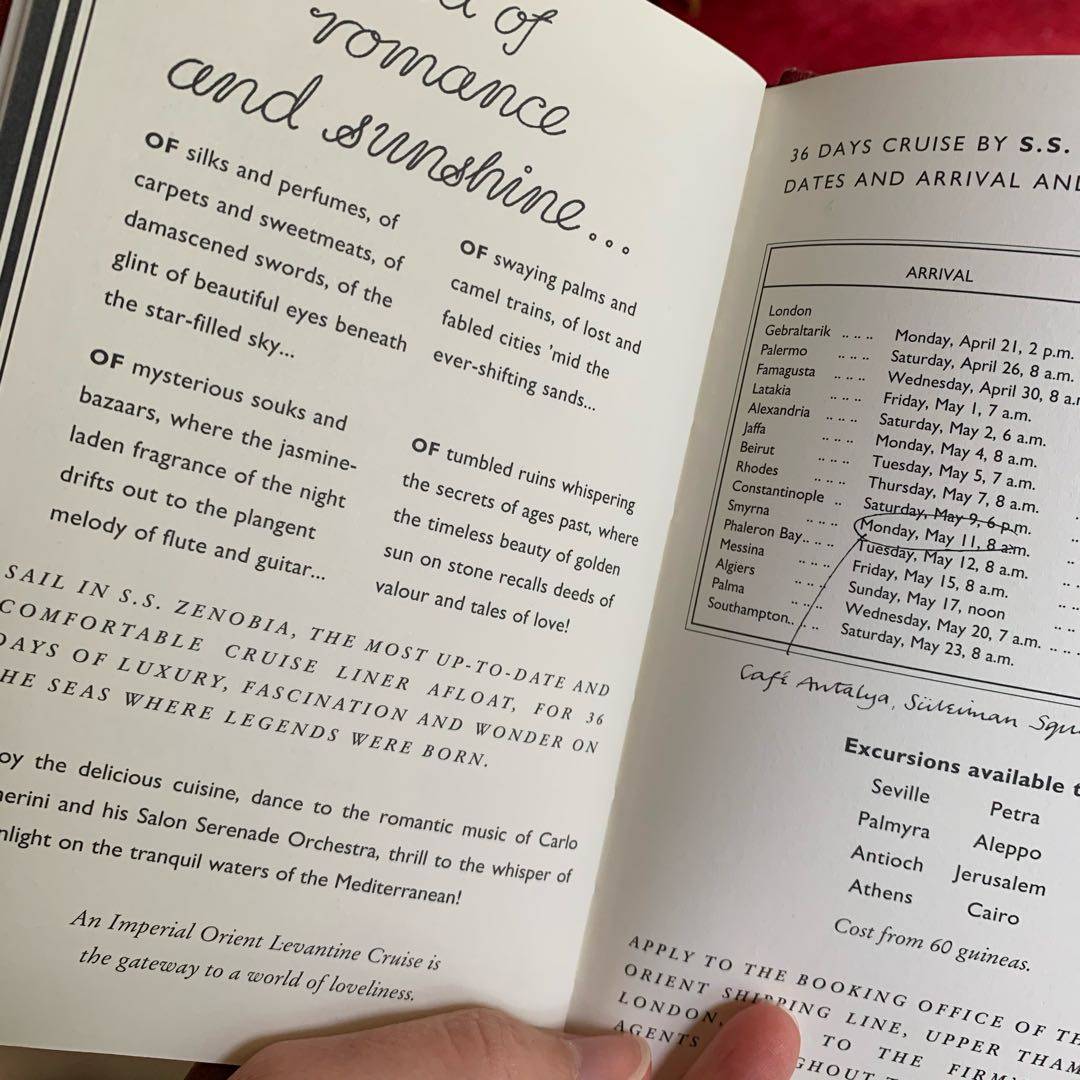 of
romance
and sunshine...
OF silks and perfumes, of
carpets and sweetmeats, of
damascened swords, of the
glint of beautiful eyes beneath
the star-filled sky...
OF swaying palms and
camel trains, of lost and
fabled cities 'mid the
ever-shifting sands...
OF mysterious souks and
bazaars, where the jasmine-
laden fragrance of the night
drifts out to the plangent
melody of flute and guitar...
OF tumbled ruins whispering
the secrets of ages past, where
the timeless beauty of golden
sun on stone recalls deeds of
valour and tales of love!
SAIL IN S.S. ZENOBIA, THE MOST UP-TO-DATE AND
COMFORTABLE CRUISE LINER AFLOAT, FOR 36
DAYS OF LUXURY, FASCINATION AND WONDER ON
HE SEAS WHERE LEGENDS WERE BORN.
oy the delicious cuisine, dance to the romantic music of Carlo
erini and his Salon Serenade Orchestra, thrill to the whisper of
nlight on the tranquil waters of the Mediterranean!
An Imperial Orient Levantine Cruise is
the gateway to a world of loveliness.
36 DAYS CRUISE BY S.S.
DATES AND ARRIVAL AND
ARRIVAL
London
Gebraltarik .. .. .. Monday, April 21, 2 p.m.
Palermo .. .. .. Saturday, April 26, 8 a.m.
Famagusta .. .. .. Wednesday, April 30, 8 a.m
Latakia .. .. .. Friday, May 1, 7 a.m.
Alexandria .. .. .. Saturday, May 2, 6 a.m.
Jaffa .. .. .. Monday, May 4, 8 a.m.
Beirut .. .. .. Tuesday, May 5, 7 a.m.
Rhodes .. .. .. Thursday, May 7, 8 a.m.
Constantinople .. Saturday, May 9, 6 p.m.
Smyrna .. .. .. Monday, May 11, 8 a.m.
Phaleron Bay.. .. .. Tuesday, May 12, 8 a.m.
Messina .. .. .. Friday, May 15, 8 a.m.
Algiers .. .. .. Sunday, May 17, noon
Palma .. .. .. Wednesday, May 20, 7 a.m. .. ..
Southampton.. .. .. Saturday, May 23, 8 a.m.
Café Antalya, Süleiman Squ
Excursions available t
Seville Petra
Palmyra Aleppo
Antioch Jerusalem
Athens Cairo
Cost from 60 guineas.
APPLY TO THE BOOKING OFFICE OF TH
ORIENT SHIPPING LINE, UPPER THAM
LONDON, TO THE FIRM
AGENTS GHOUT T